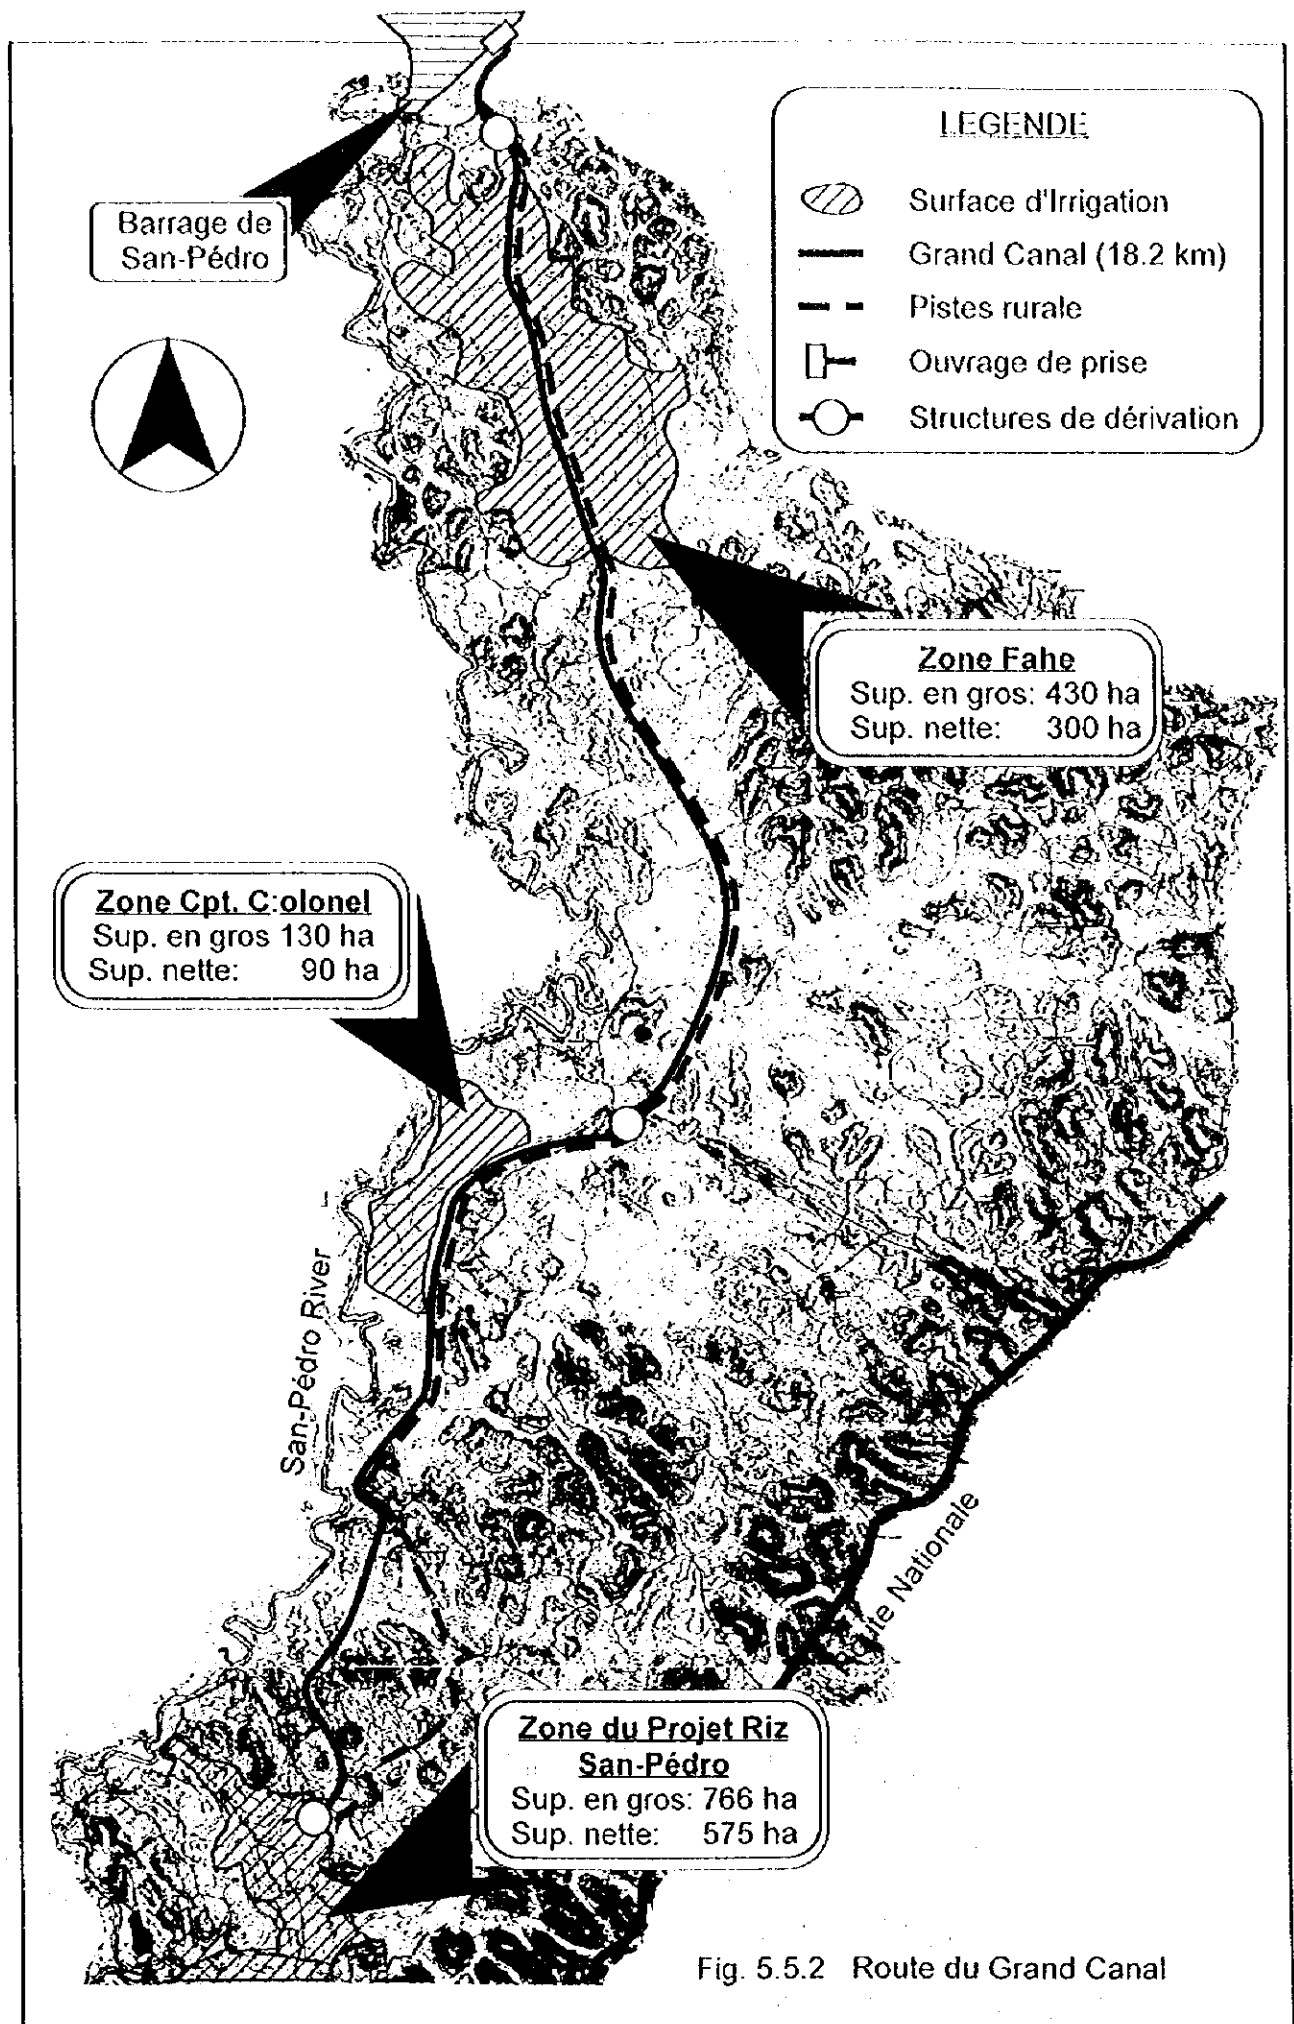 LEGENDE
Surface d'Irrigation
Grand Canal (18.2 km)
Pistes rurale
Ouvrage de prise
Structures de dérivation
Barrage de
San-Pédro
Zone Fahe
Sup. en gros: 430 ha
Sup. nette: 300 ha
Zone Cpt. C:olonel
Sup. en gros 130 ha
Sup. nette: 90 ha
San-Pédro River
Route Nationale
Zone du Projet Riz
San-Pédro
Sup. en gros: 766 ha
Sup. nette: 575 ha
Fig. 5.5.2 Route du Grand Canal